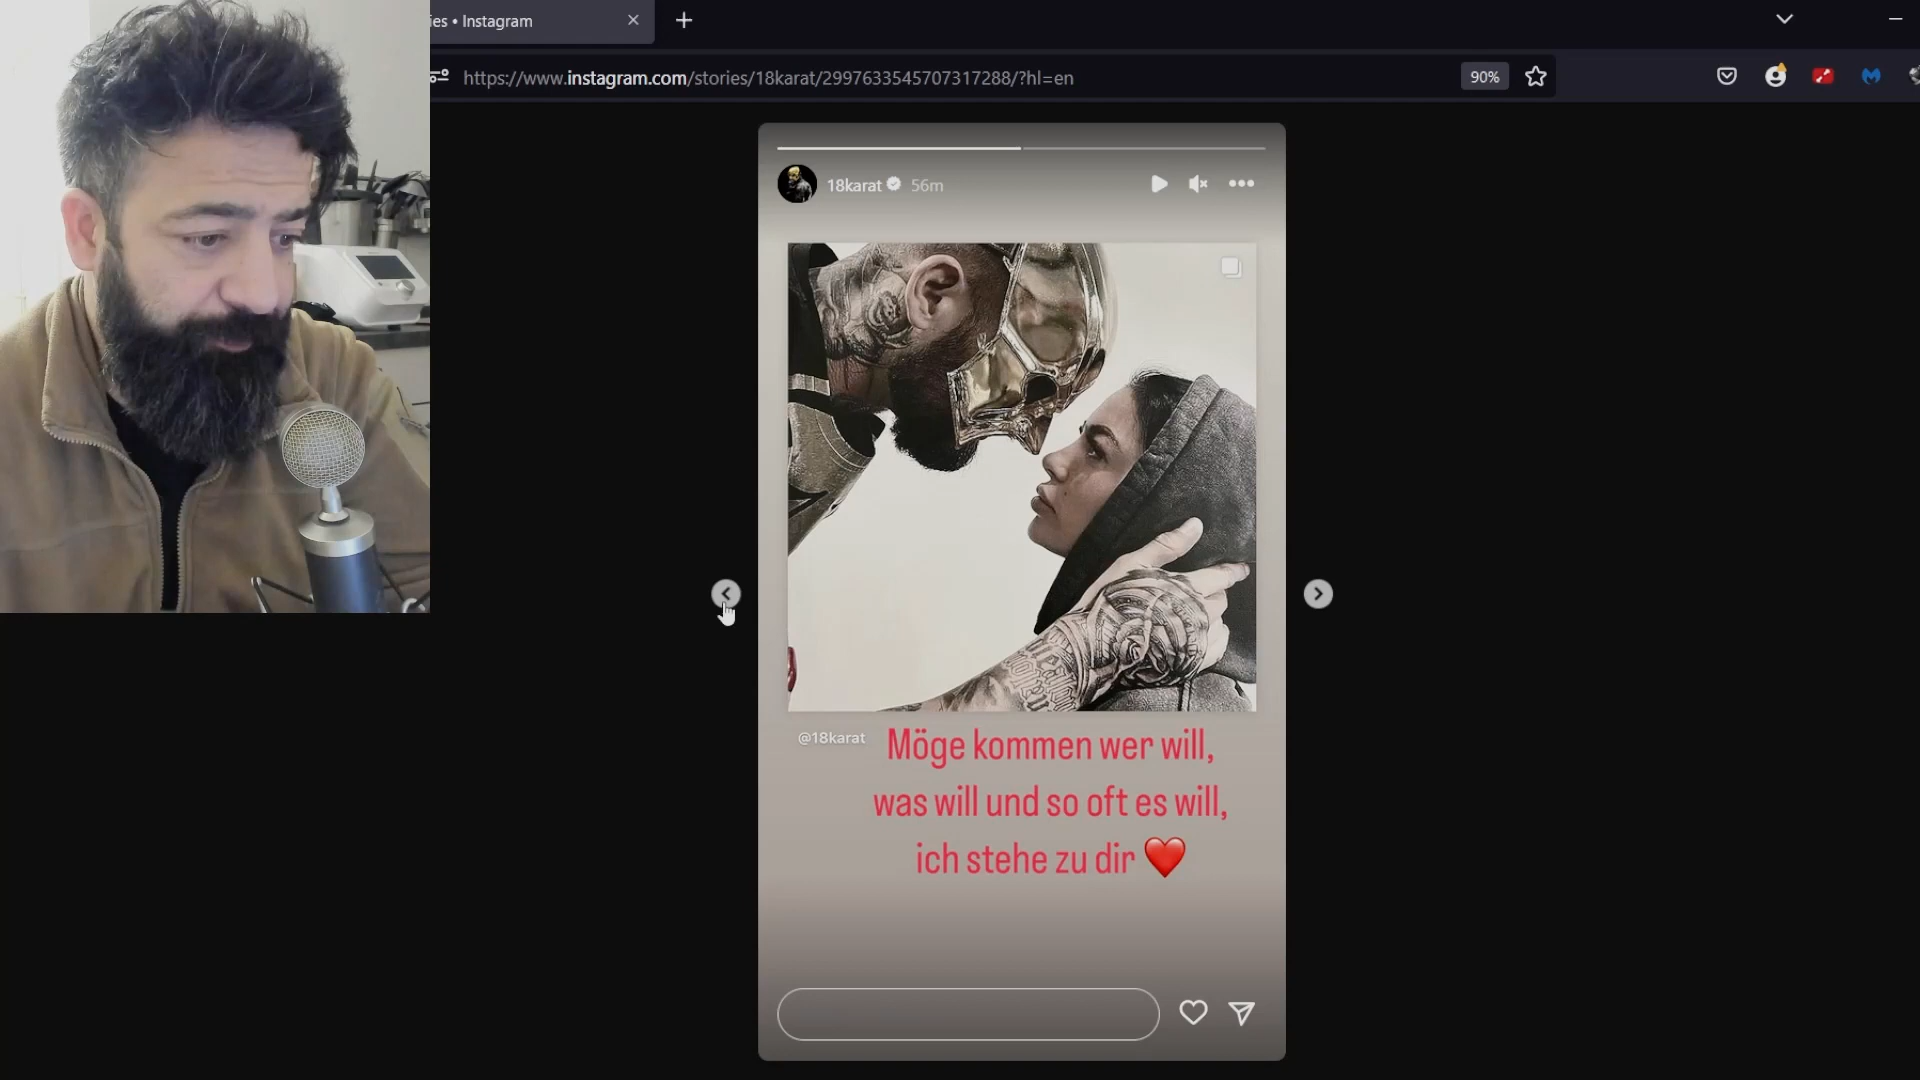 ies • Instagram
https://www.instagram.com/stories/18karat/2997633545707317288/?hl=en
90%
18karat 56m
@18karat
Möge kommen wer will,
was will und so oft es will,
ich stehe zu dir ❤️